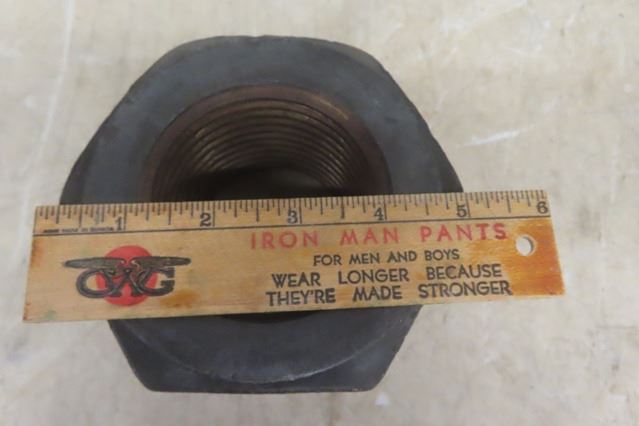 1 2 3 4 5 6
IRON MAN PANTS
FOR MEN AND BOYS
WEAR LONGER BECAUSE
THEY'RE MADE STRONGER
GWG